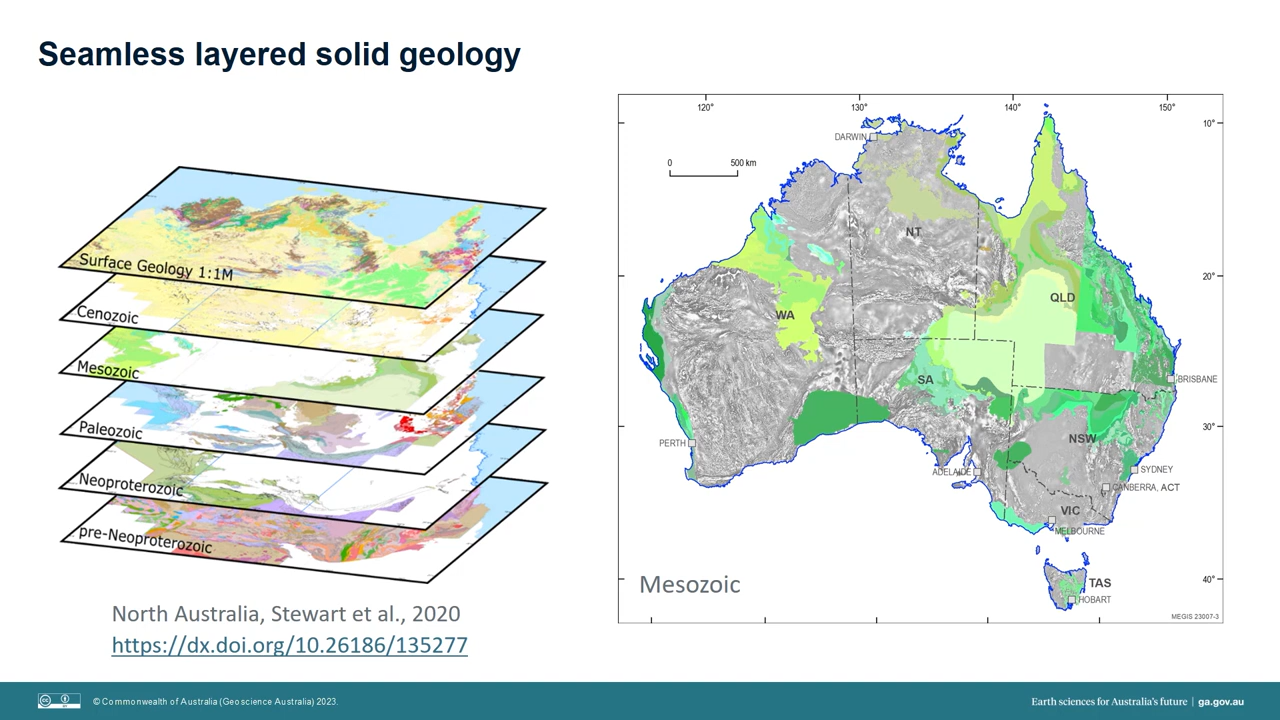 Seamless layered solid geology
Surface Geology 1:1M
Cenozoic
Mesozoic
Paleozoic
Neoproterozoic
pre-Neoproterozoic
North Australia, Stewart et al., 2020
https://dx.doi.org/10.26186/135277
120° 130° 140° 150°
10°
20°
30°
40°
0 500 km
DARWIN
NT
QLD
WA
SA
BRISBANE
NSW
PERTH
ADELAIDE
SYDNEY
CANBERRA, ACT
VIC
MELBOURNE
TAS
HOBART
Mesozoic
MEGIS 23007-3
cc
BY
© Commonwealth of Australia (Geoscience Australia) 2023.
Earth sciences for Australia's future | ga.gov.au